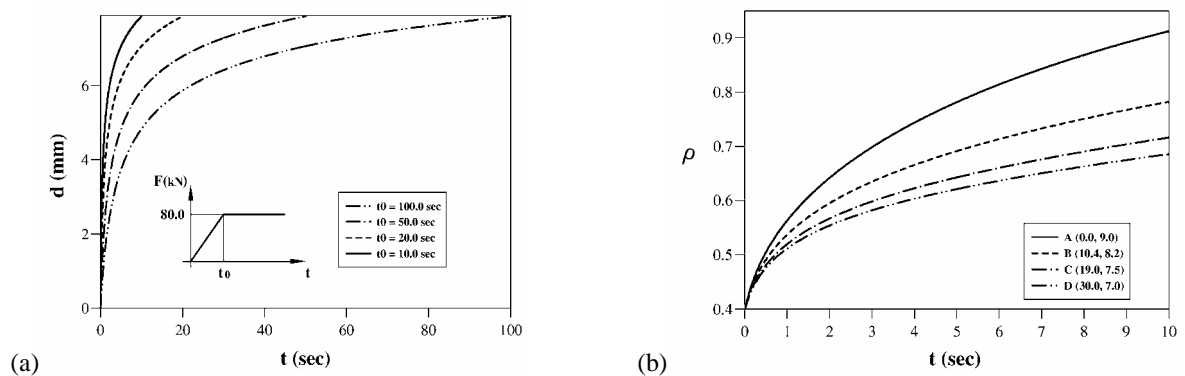 d (mm)
6
4
2
0
F(kN)
80.0
t0
t
t0 = 100.0 sec
t0 = 50.0 sec
t0 = 20.0 sec
t0 = 10.0 sec
0 20 40 60 80 100
t (sec)
(a)
ρ
0.9
0.8
0.7
0.6
0.5
0.4
A (0.0, 9.0)
B (10.4, 8.2)
C (19.0, 7.5)
D (30.0, 7.0)
0 1 2 3 4 5 6 7 8 9 10
t (sec)
(b)